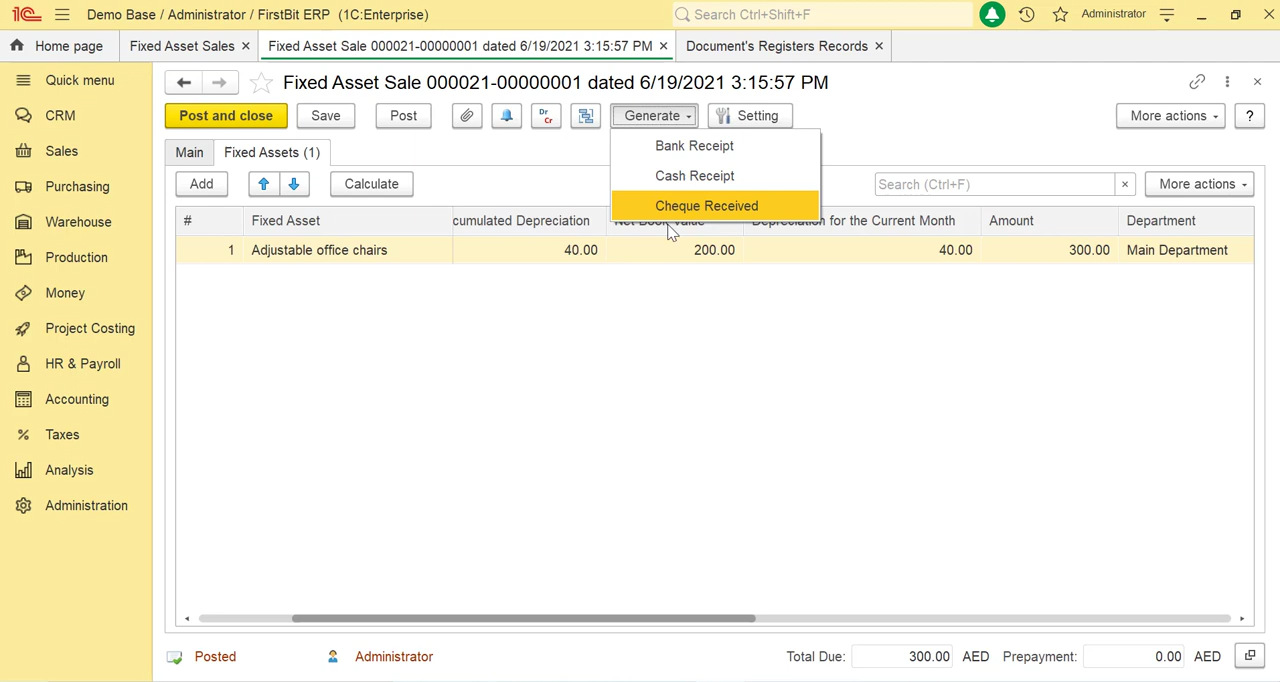 Demo Base / Administrator / FirstBit ERP (1C:Enterprise)
Search Ctrl+Shift+F
Administrator
Home page
Fixed Asset Sales ×
Fixed Asset Sale 000021-00000001 dated 6/19/2021 3:15:57 PM ×
Document's Registers Records ×
Quick menu
CRM
Sales
Purchasing
Warehouse
Production
Money
Project Costing
HR & Payroll
Accounting
Taxes
Analysis
Administration
Fixed Asset Sale 000021-00000001 dated 6/19/2021 3:15:57 PM
Post and close
Save
Post
Dr
Cr
Generate
Setting
More actions
?
Bank Receipt
Cash Receipt
Cheque Received
Main
Fixed Assets (1)
Add
Calculate
Search (Ctrl+F)
×
More actions
# Fixed Asset cumulated Depreciation Net Book Value Depreciation for the Current Month Amount Department
1 Adjustable office chairs 40.00 200.00 40.00 300.00 Main Department
Posted
Administrator
Total Due: 300.00 AED Prepayment: 0.00 AED